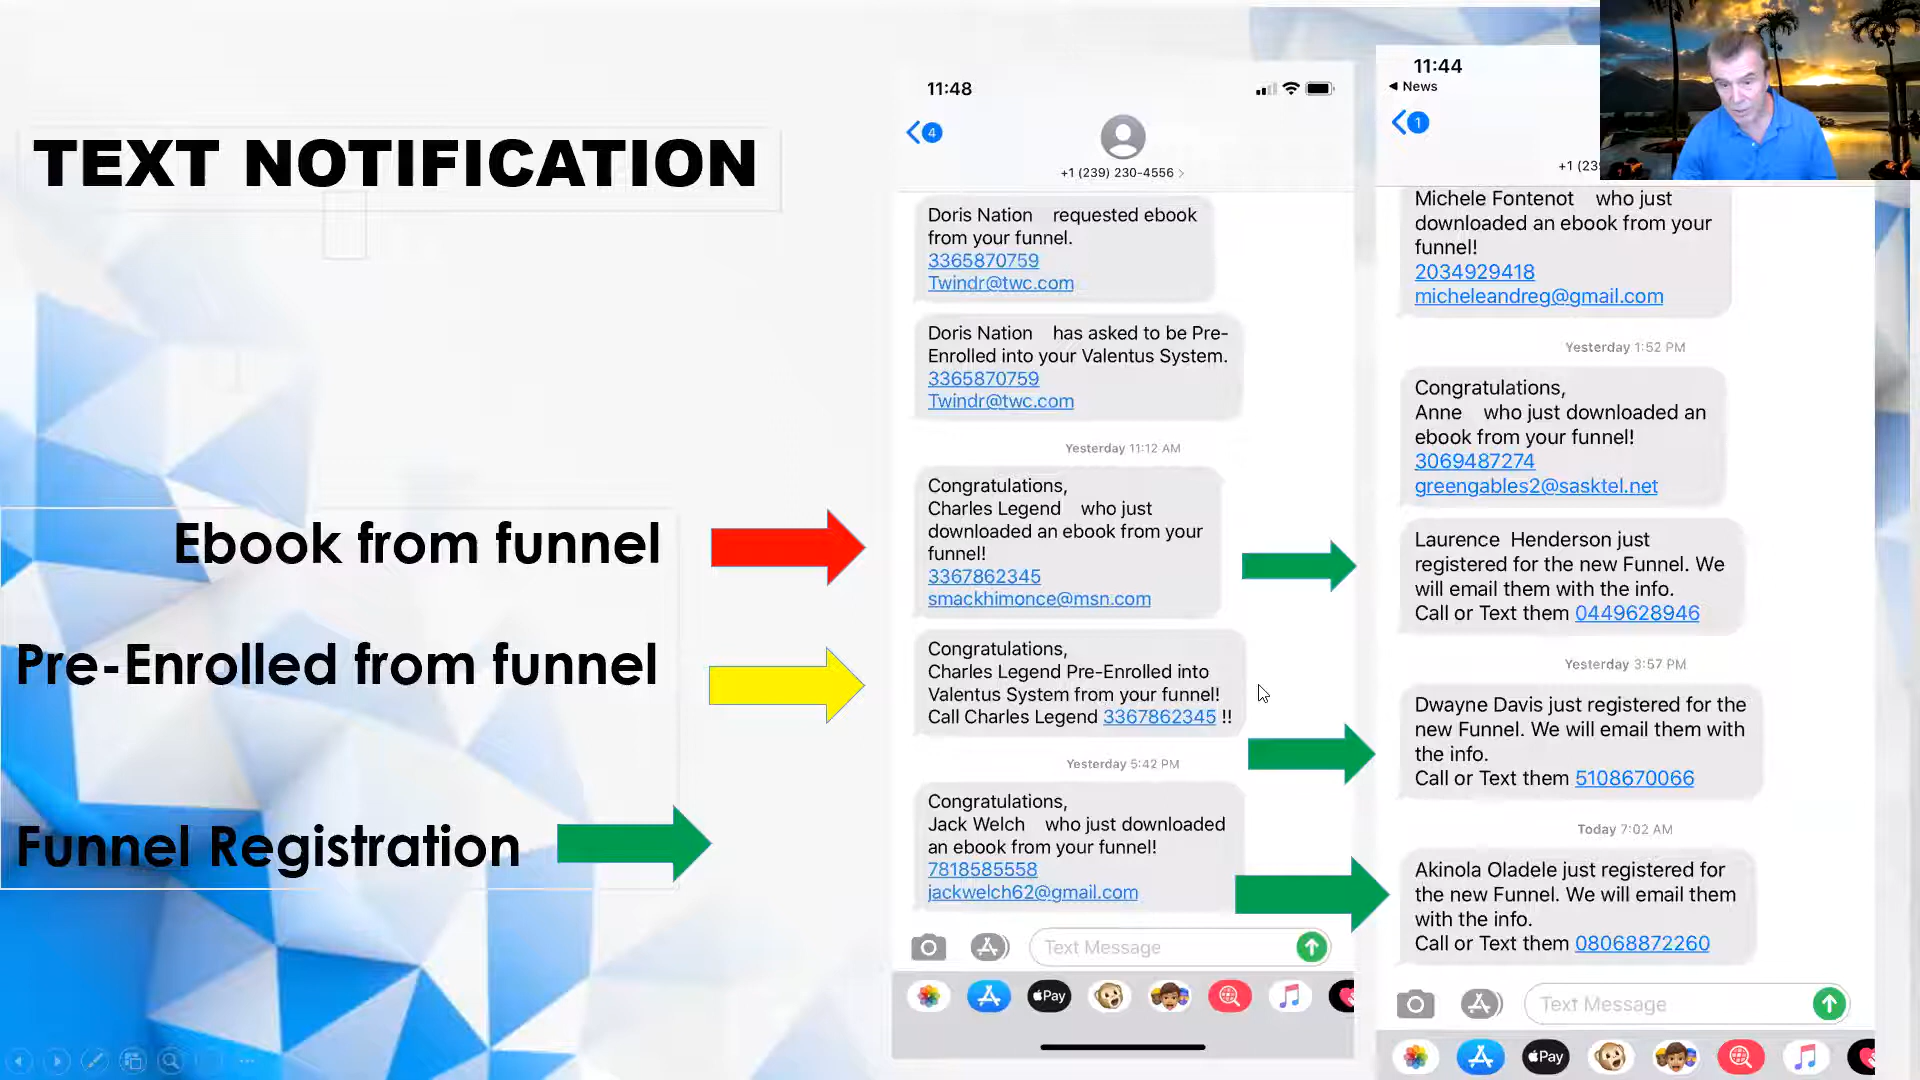 TEXT NOTIFICATION
Ebook from funnel
Pre-Enrolled from funnel
Funnel Registration
11:48
4
+1 (239) 230-4556
Doris Nation requested ebook
from your funnel.
3365870759
Twindr@twc.com
Doris Nation has asked to be Pre-
Enrolled into your Valentus System.
3365870759
Twindr@twc.com
Yesterday 11:12 AM
Congratulations,
Charles Legend who just
downloaded an ebook from your
funnel!
3367862345
smackhimonce@msn.com
Congratulations,
Charles Legend Pre-Enrolled into
Valentus System from your funnel!
Call Charles Legend 3367862345 !!
Yesterday 5:42 PM
Congratulations,
Jack Welch who just downloaded
an ebook from your funnel!
7818585558
jackwelch62@gmail.com
Text Message
Pay
11:44
News
1
+1 (23
Michele Fontenot who just
downloaded an ebook from your
funnel!
2034929418
micheleandreg@gmail.com
Yesterday 1:52 PM
Congratulations,
Anne who just downloaded an
ebook from your funnel!
3069487274
greengables2@sasktel.net
Laurence Henderson just
registered for the new Funnel. We
will email them with the info.
Call or Text them 0449628946
Yesterday 3:57 PM
Dwayne Davis just registered for the
new Funnel. We will email them with
the info.
Call or Text them 5108670066
Today 7:02 AM
Akinola Oladele just registered for
the new Funnel. We will email them
with the info.
Call or Text them 08068872260
Text Message
Pay